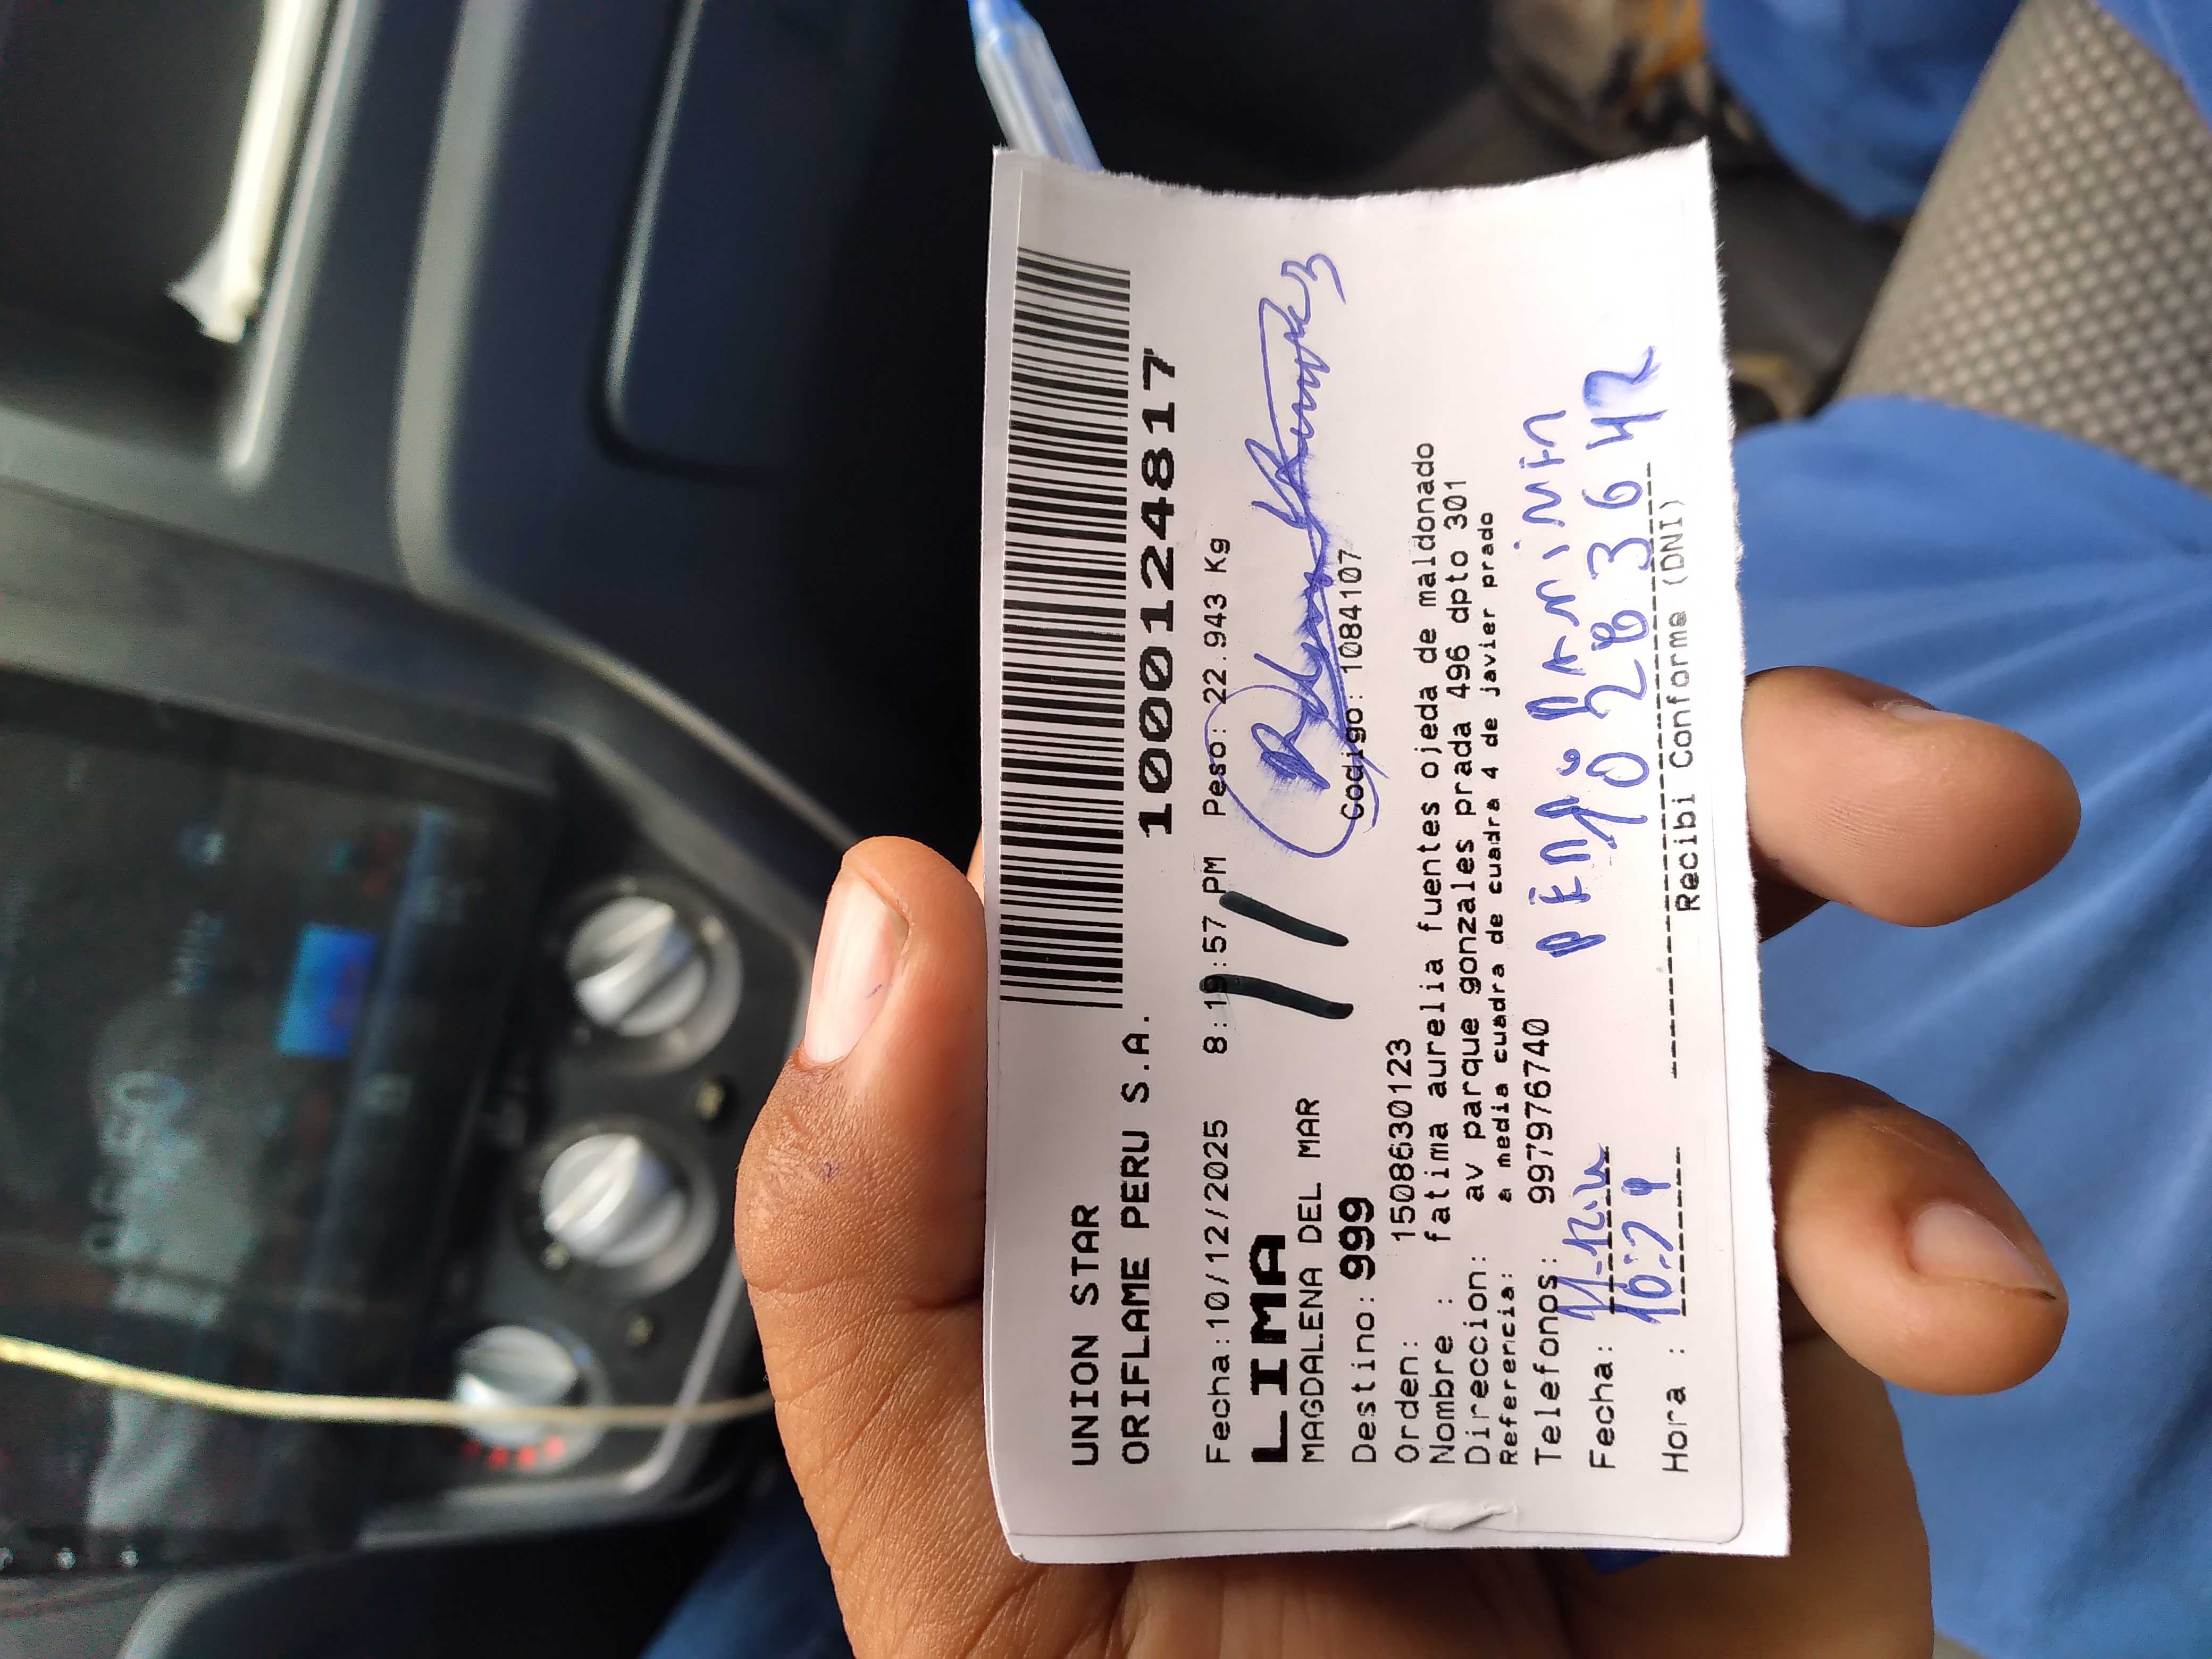 UNION STAR
ORIFLAME PERU S.A.
1000124817
Fecha:10/12/2025 8:19:57 PM Peso: 22.943 Kg
LIMA
MAGDALENA DEL MAR
11
Destino: 999 Codigo: 1084107
Orden: 1508630123
Nombre : fatima aurelia fuentes ojeda de maldonado
Direccion: av parque gonzales prada 496 dpto 301
Referencia: a media cuadra de cuadra 4 de javier prado
Telefonos: 997976740
Fecha:
10283642
Hora :
Recibi Conforme (DNI)